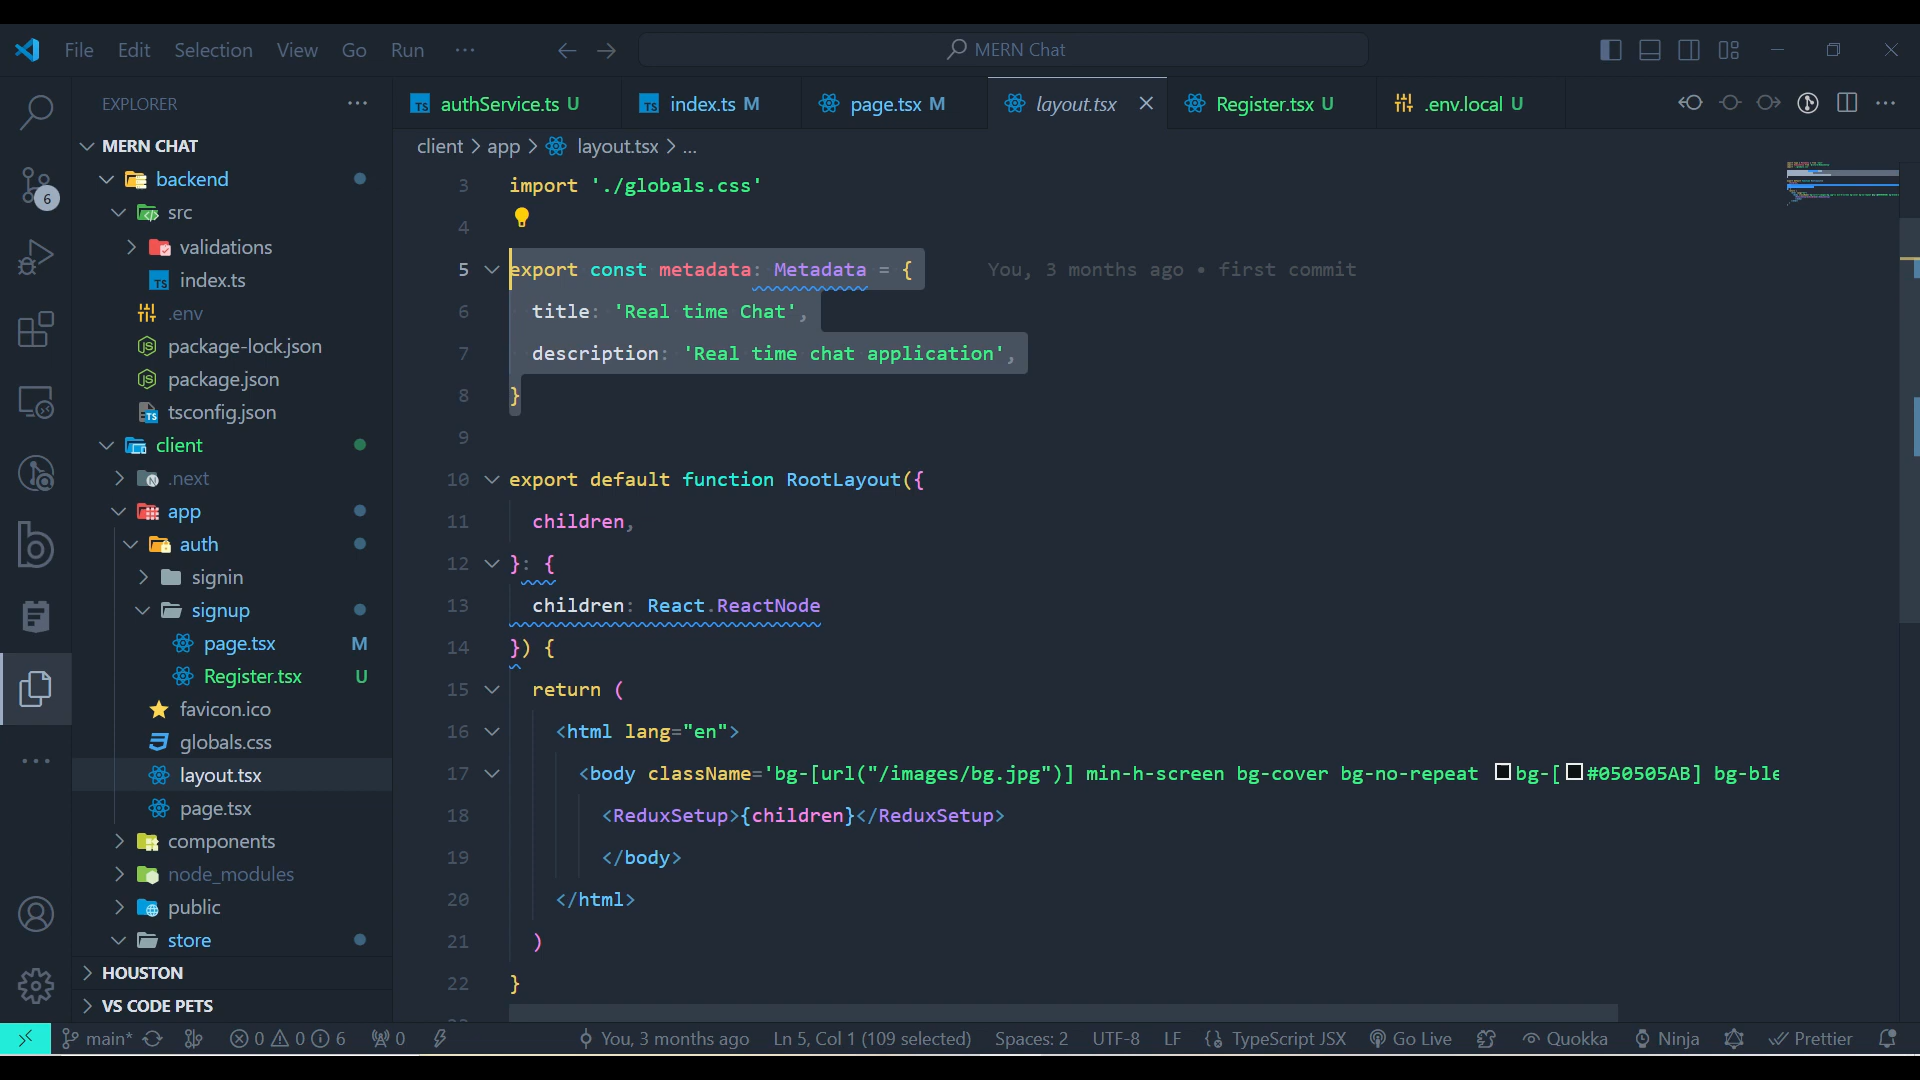 File Edit Selection View Go Run ··· MERN Chat
EXPLORER ···
MERN CHAT
backend
src
validations
TS index.ts
.env
JS package-lock.json
JS package.json
TS tsconfig.json
client
N .next
app
auth
signin
signup
page.tsx M
Register.tsx U
favicon.ico
globals.css
layout.tsx
page.tsx
components
node_modules
public
store
HOUSTON
VS CODE PETS
6
TS authService.ts U TS index.ts M page.tsx M layout.tsx Register.tsx U .env.local U ···
client > app > layout.tsx > ...
3 import './globals.css'
4
5 export const metadata: Metadata = { You, 3 months ago • first commit
6 title: 'Real time Chat',
7 description: 'Real time chat application',
8 }
9
10 export default function RootLayout({
11 children,
12 }: {
13 children: React.ReactNode
14 }) {
15 return (
16 <html lang="en">
17 <body className='bg-[url("/images/bg.jpg")] min-h-screen bg-cover bg-no-repeat bg-[#050505AB] bg-ble
18 <ReduxSetup>{children}</ReduxSetup>
19 </body>
20 </html>
21 )
22 }
main* 0 0 6 0 You, 3 months ago Ln 5, Col 1 (109 selected) Spaces: 2 UTF-8 LF {} TypeScript JSX Go Live Quokka Ninja Prettier